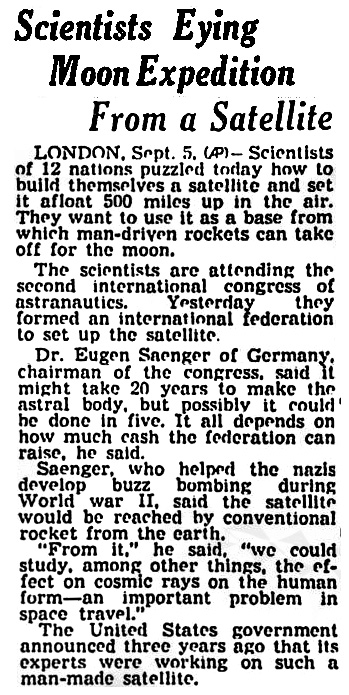 Scientists Eying
Moon Expedition
From a Satellite
LONDON, Sept. 5. (AP)— Scientists
of 12 nations puzzled today how to
build themselves a satellite and set
it afloat 500 miles up in the air.
They want to use it as a base from
which man-driven rockets can take
off for the moon.
The scientists are attending the
second international congress of
astranautics. Yesterday they
formed an international federation
to set up the satellite.
Dr. Eugen Saenger of Germany,
chairman of the congress, said it
might take 20 years to make the
astral body, but possibly it could
be done in five. It all depends on
how much cash the federation can
raise, he said.
Saenger, who helped the nazis
develop buzz bombing during
World war II, said the satellite
would be reached by conventional
rocket from the earth.
"From it," he said, "we could
study, among other things, the ef-
fect on cosmic rays on the human
form—an important problem in
space travel."
The United States government
announced three years ago that its
experts were working on such a
man-made satellite.